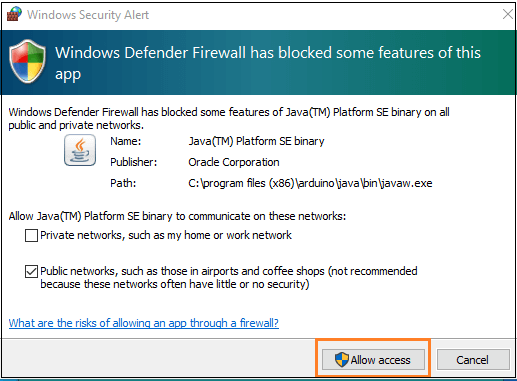 Windows Security Alert
Windows Defender Firewall has blocked some features of this
app
Windows Defender Firewall has blocked some features of Java(TM) Platform SE binary on all
public and private networks.
Name: Java(TM) Platform SE binary
Publisher: Oracle Corporation
Path: C:\program files (x86)\arduino\java\bin\javaw.exe
Allow Java(TM) Platform SE binary to communicate on these networks:
Private networks, such as my home or work network
Public networks, such as those in airports and coffee shops (not recommended
because these networks often have little or no security)
What are the risks of allowing an app through a firewall?
Allow access Cancel